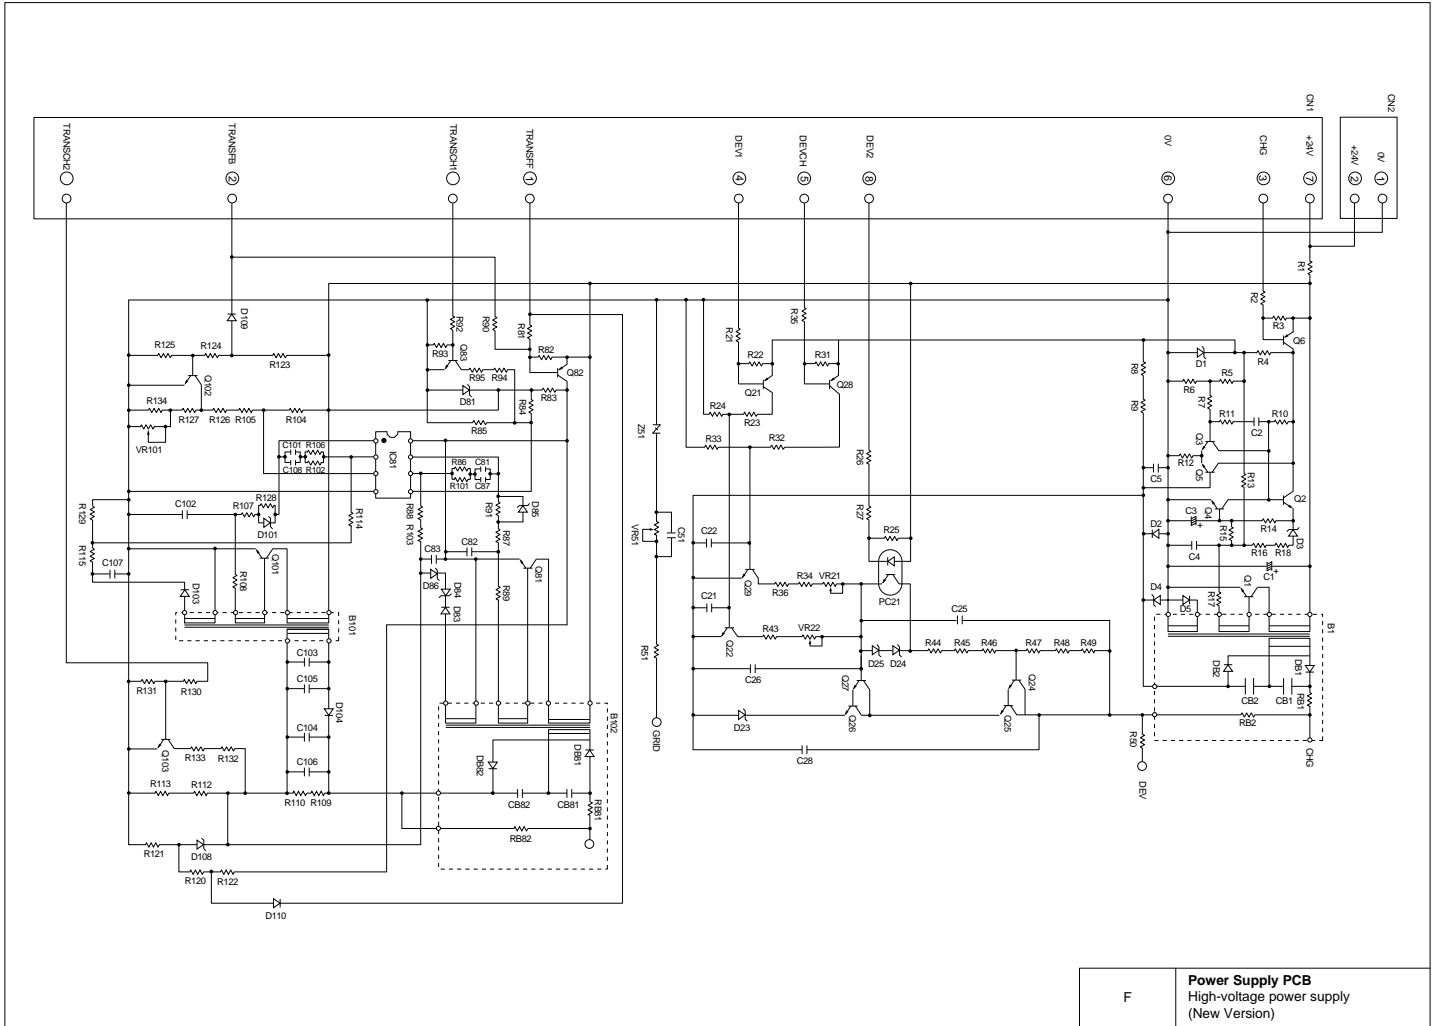 CN1
CN2
TRANSCH2
TRANSFB
2
TRANSCH1
TRANSFF
1
DEV1
4
DEVCH
5
DEV2
8
0V
6
CHG
3
+24V
7
+24V
2
0V
1
R1
R2
R3
Q6
R4
D1
R5
R6
R7
R8
R9
R11
C2
R10
Q3
R12
Q5
C5
R13
Q2
Q4
C3
+
R14
R15
D2
D3
C4
R16
R18
C1
+
Q1
D4
D5
R17
B1
DB2
DB1
CB2
CB1
RB1
RB2
CHG
R50
DEV
D109
R92
R90
R81
R21
R35
R125
R124
R123
R93
Q83
R82
R95
R94
Q82
R22
Q21
R31
Q28
Q102
D81
R83
R84
R134
R127
R126
R105
R104
R85
R24
R23
R33
R32
VR101
C101
R106
C108
R102
IC81
R86
C81
R101
C87
Z51
R26
R27
R129
C102
R107
R128
D101
R114
R88
R103
R91
D85
R87
VR51
C51
C22
R25
PC21
R115
C107
D103
Q101
R108
B101
C83
C82
D86
D84
D83
R89
Q81
Q29
R36
R34
VR21
C21
Q22
R43
VR22
C25
D25
D24
R44
R45
R46
R47
R48
R49
R51
C26
C103
C105
D104
C104
C106
R131
R130
Q103
R133
R132
R113
R112
R110
R109
B102
DB82
DB81
CB82
CB81
RB81
RB82
GRID
Q27
Q26
D23
Q24
Q25
C28
R121
D108
R120
R122
D110
F
Power Supply PCB
High-voltage power supply
(New Version)